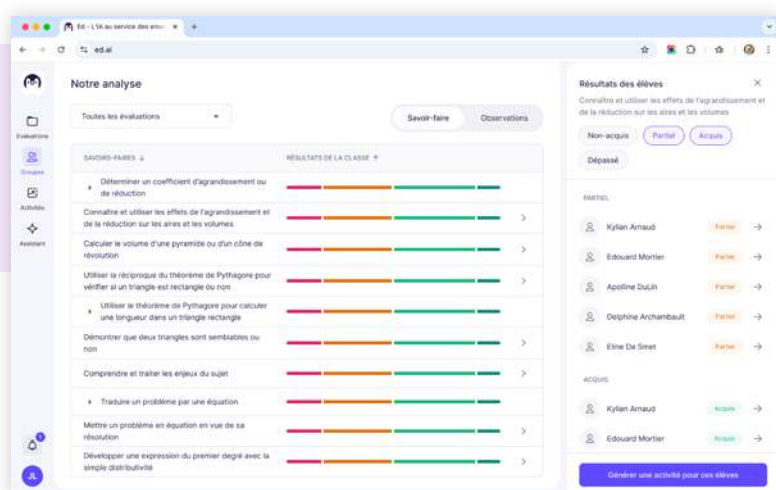 Ed - L'IA au service des ens
ed.ai
Evaluations
Groupes
Activités
Assistant
1
JL
Notre analyse
Toutes les évaluations
Savoir-faire
Observations
SAVOIRS-FAIRES ↓
RÉSULTATS DE LA CLASSE ↑
Déterminer un coefficient d'agrandissement ou
de réduction
Connaître et utiliser les effets de l'agrandissement et
de la réduction sur les aires et les volumes
Calculer le volume d'une pyramide ou d'un cône de
révolution
Utiliser la réciproque du théorème de Pythagore pour
vérifier si un triangle est rectangle ou non
Utiliser le théorème de Pythagore pour calculer
une longueur dans un triangle rectangle
Démontrer que deux triangles sont semblables ou
non
Comprendre et traiter les enjeux du sujet
Traduire un problème par une équation
Mettre un problème en équation en vue de sa
résolution
Développer une expression du premier degré avec la
simple distributivité
Résultats des élèves
Connaître et utiliser les effets de l'agrandissement et
de la réduction sur les aires et les volumes
Non-acquis
Partiel
Acquis
Dépassé
PARTIEL
Kylian Arnaud
Partiel
Edouard Mortier
Partiel
Apolline DuLin
Partiel
Delphine Archambault
Partiel
Eline De Smet
Partiel
ACQUIS
Kylian Arnaud
Acquis
Edouard Mortier
Acquis
Générer une activité pour ces élèves